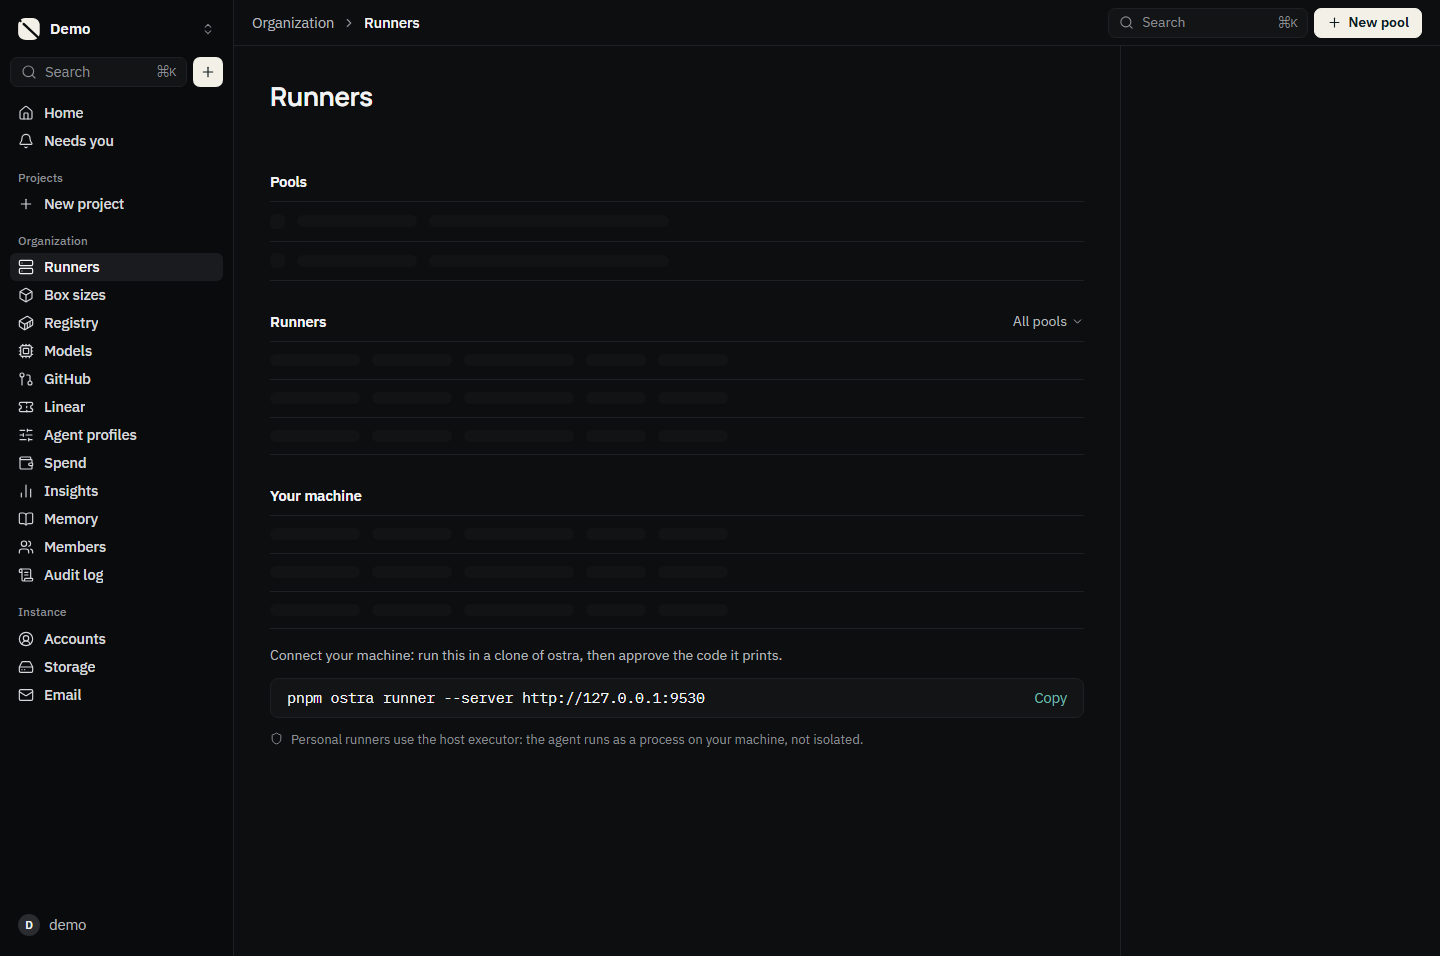 Demo
Search ⌘K
Home
Needs you
Projects
New project
Organization
Runners
Box sizes
Registry
Models
GitHub
Linear
Agent profiles
Spend
Insights
Memory
Members
Audit log
Instance
Accounts
Storage
Email
D demo
Organization > Runners
Search ⌘K
New pool
Runners
Pools
Runners
All pools
Your machine
Connect your machine: run this in a clone of ostra, then approve the code it prints.
pnpm ostra runner --server http://127.0.0.1:9530
Copy
Personal runners use the host executor: the agent runs as a process on your machine, not isolated.